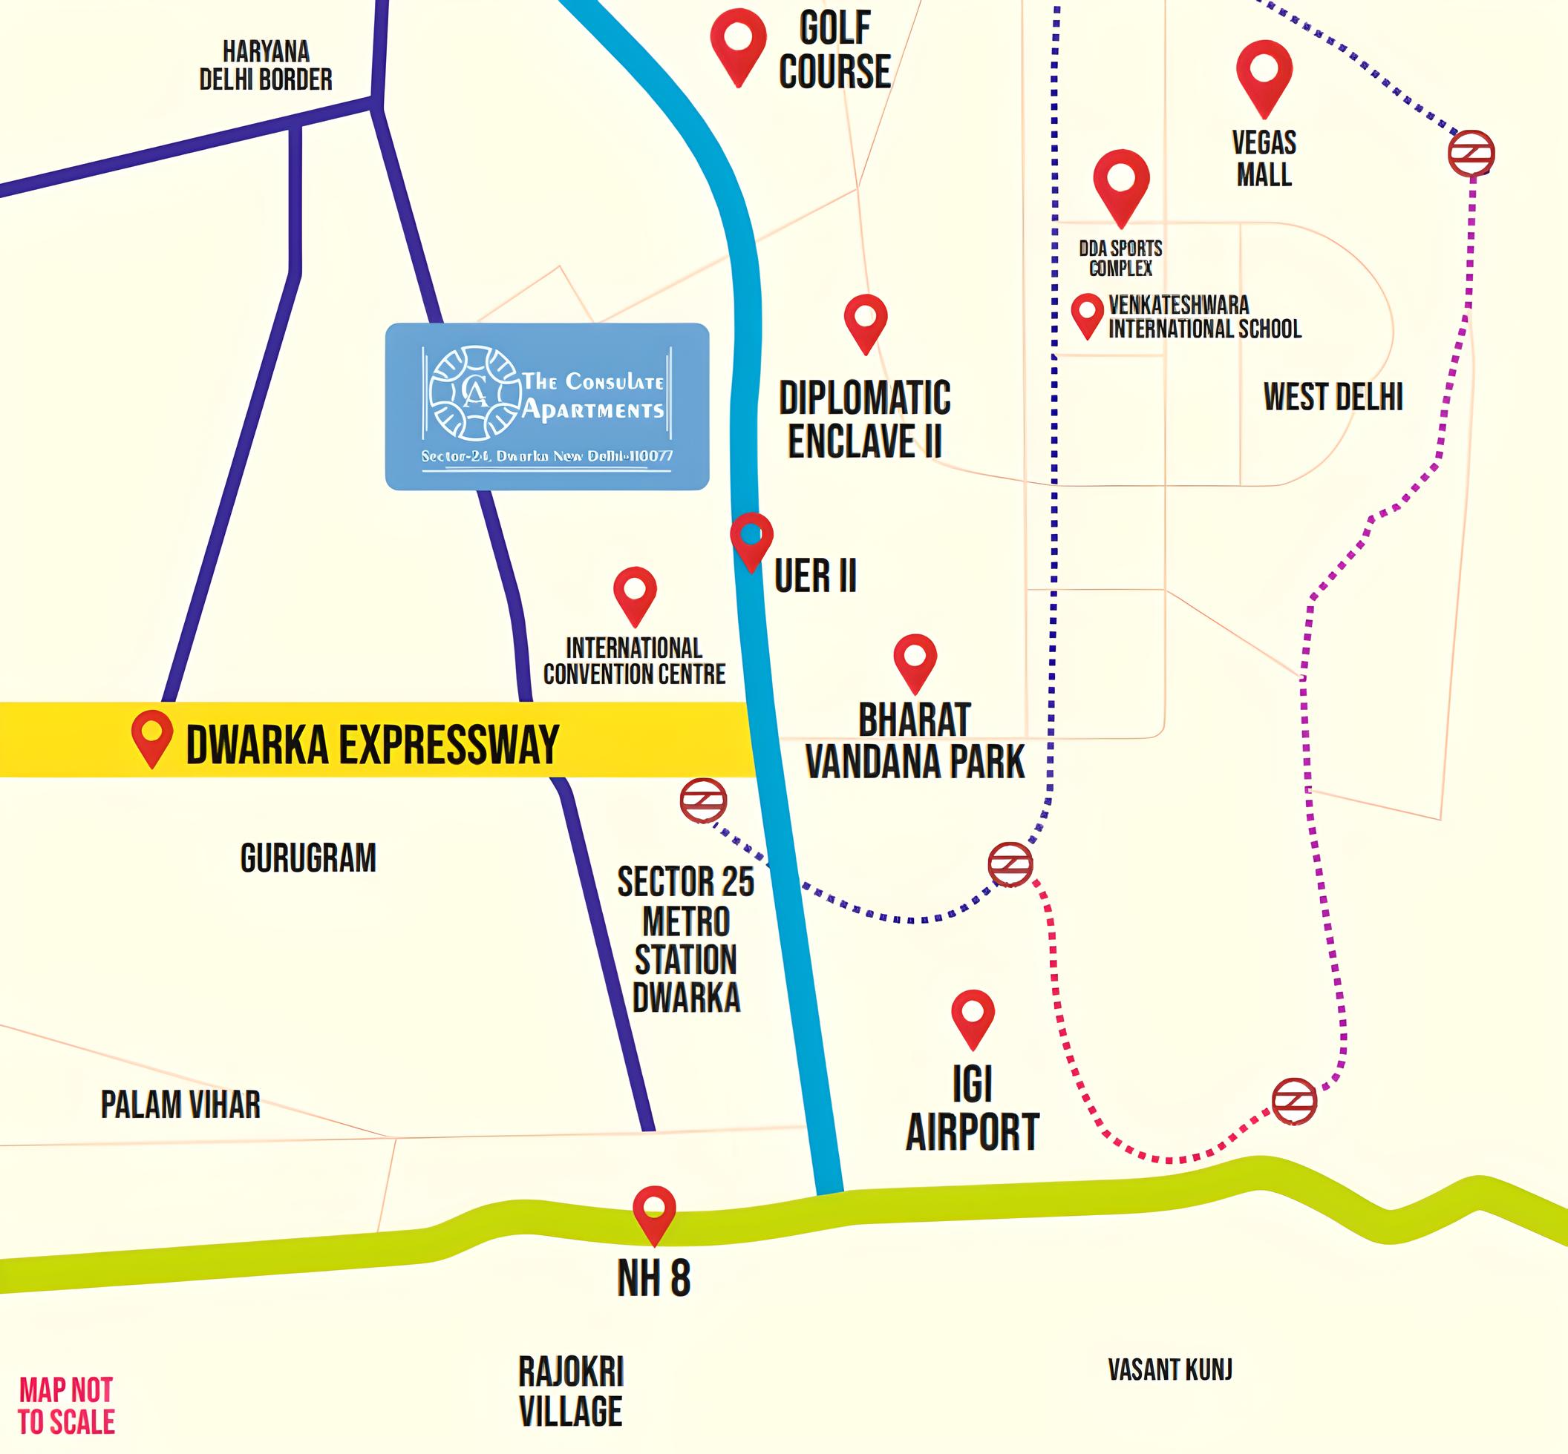 GOLF
COURSE
HARYANA
DELHI BORDER
VEGAS
MALL
DDA SPORTS
COMPLEX
VENKATESHWARA
INTERNATIONAL SCHOOL
THE CONSULATE
APARTMENTS
CA
Sector-24, Dwarka New Delhi-110077
DIPLOMATIC
ENCLAVE II
WEST DELHI
UER II
INTERNATIONAL
CONVENTION CENTRE
BHARAT
VANDANA PARK
DWARKA EXPRESSWAY
GURUGRAM
SECTOR 25
METRO
STATION
DWARKA
IGI
AIRPORT
PALAM VIHAR
NH 8
RAJOKRI
VILLAGE
VASANT KUNJ
MAP NOT
TO SCALE